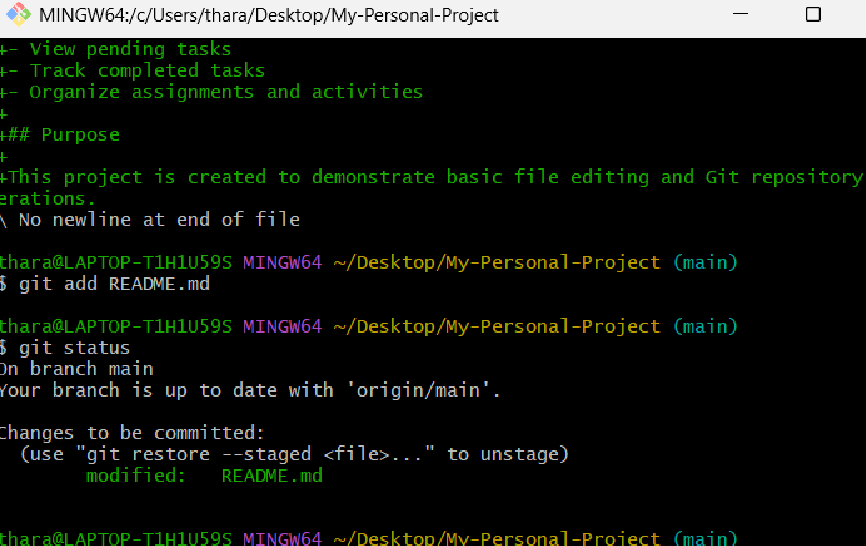 MINGW64:/c/Users/thara/Desktop/My-Personal-Project
+- View pending tasks
+- Track completed tasks
+- Organize assignments and activities
+
+## Purpose
+
+This project is created to demonstrate basic file editing and Git repository
erations.
\ No newline at end of file
thara@LAPTOP-T1H1U59S MINGW64 ~/Desktop/My-Personal-Project (main)
$ git add README.md
thara@LAPTOP-T1H1U59S MINGW64 ~/Desktop/My-Personal-Project (main)
$ git status
On branch main
Your branch is up to date with 'origin/main'.
Changes to be committed:
  (use "git restore --staged <file>..." to unstage)
        modified:   README.md
thara@LAPTOP-T1H1U59S MINGW64 ~/Desktop/My-Personal-Project (main)